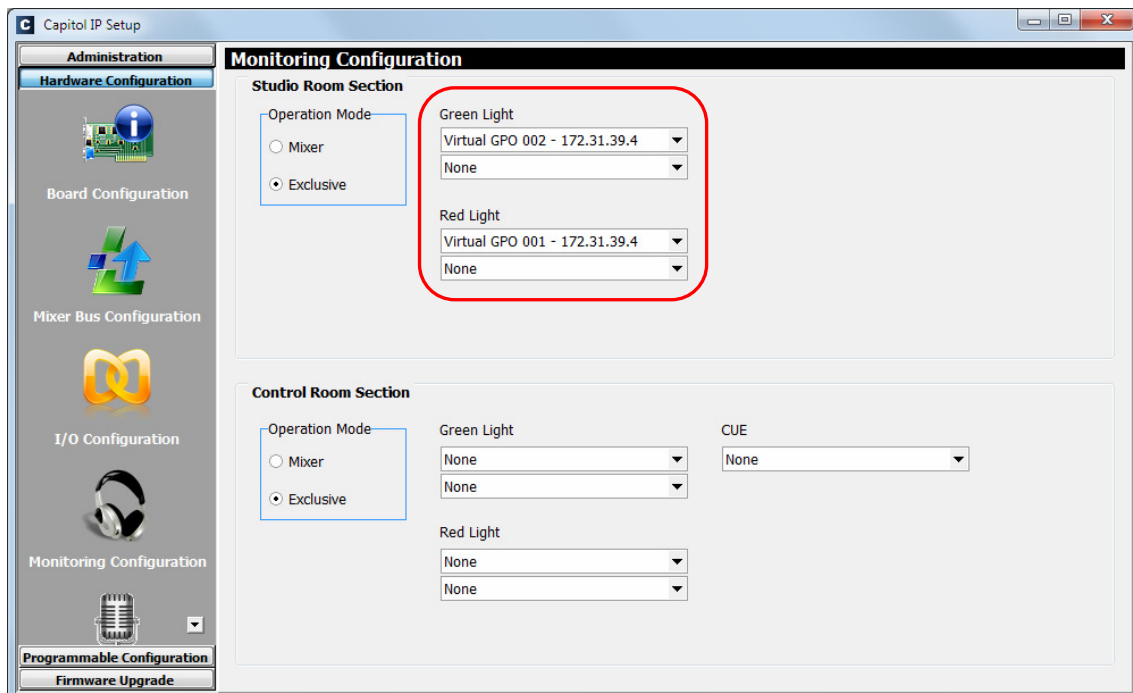 Capitol IP Setup
Administration
Hardware Configuration
Board Configuration
Mixer Bus Configuration
I/O Configuration
Monitoring Configuration
Programmable Configuration
Firmware Upgrade
Monitoring Configuration
Studio Room Section
Operation Mode
Mixer
Exclusive
Green Light
Virtual GPO 002 - 172.31.39.4
None
Red Light
Virtual GPO 001 - 172.31.39.4
None
Control Room Section
Operation Mode
Mixer
Exclusive
Green Light
None
None
Red Light
None
None
CUE
None